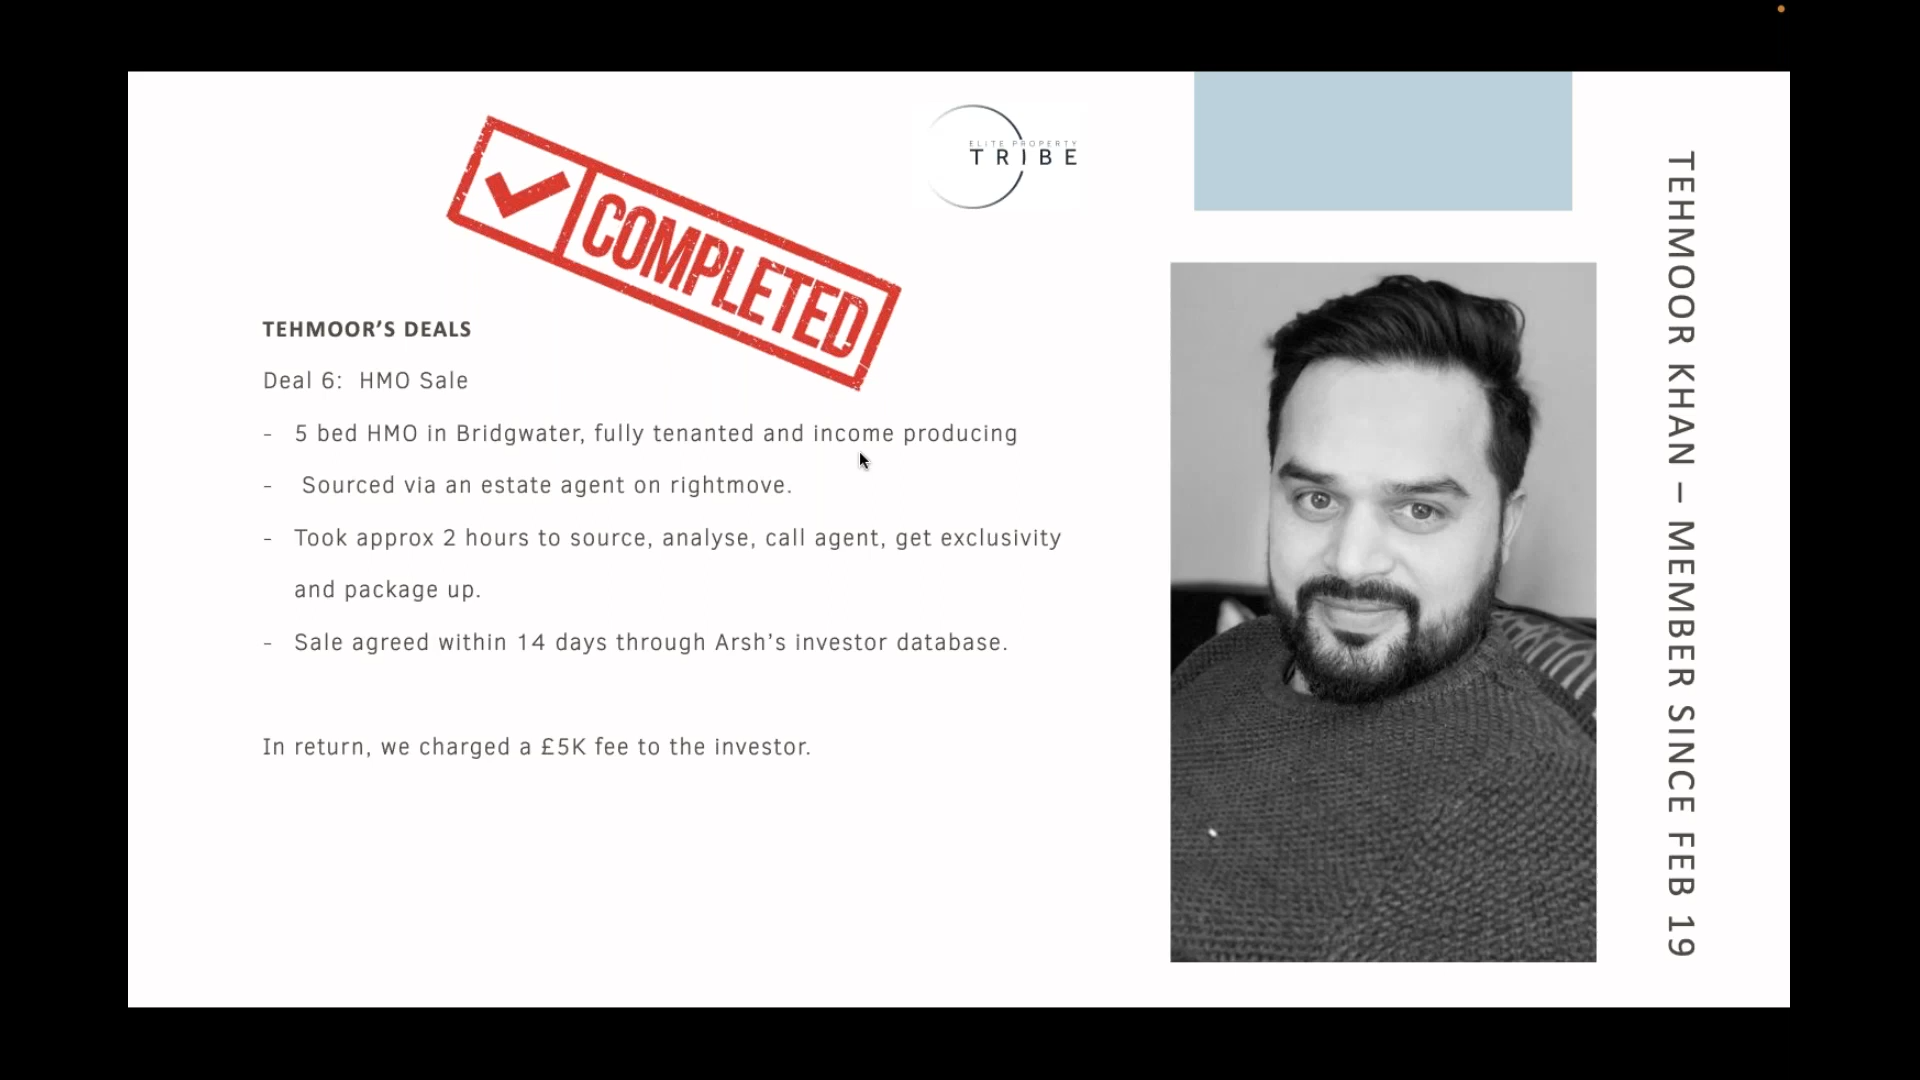 COMPLETED
ELITE PROPERTY
TRIBE
TEHMOOR’S DEALS
Deal 6:  HMO Sale
-   5 bed HMO in Bridgwater, fully tenanted and income producing
-    Sourced via an estate agent on rightmove.
-   Took approx 2 hours to source, analyse, call agent, get exclusivity
and package up.
-   Sale agreed within 14 days through Arsh’s investor database.
In return, we charged a £5K fee to the investor.
TEHMOOR KHAN – MEMBER SINCE FEB 19